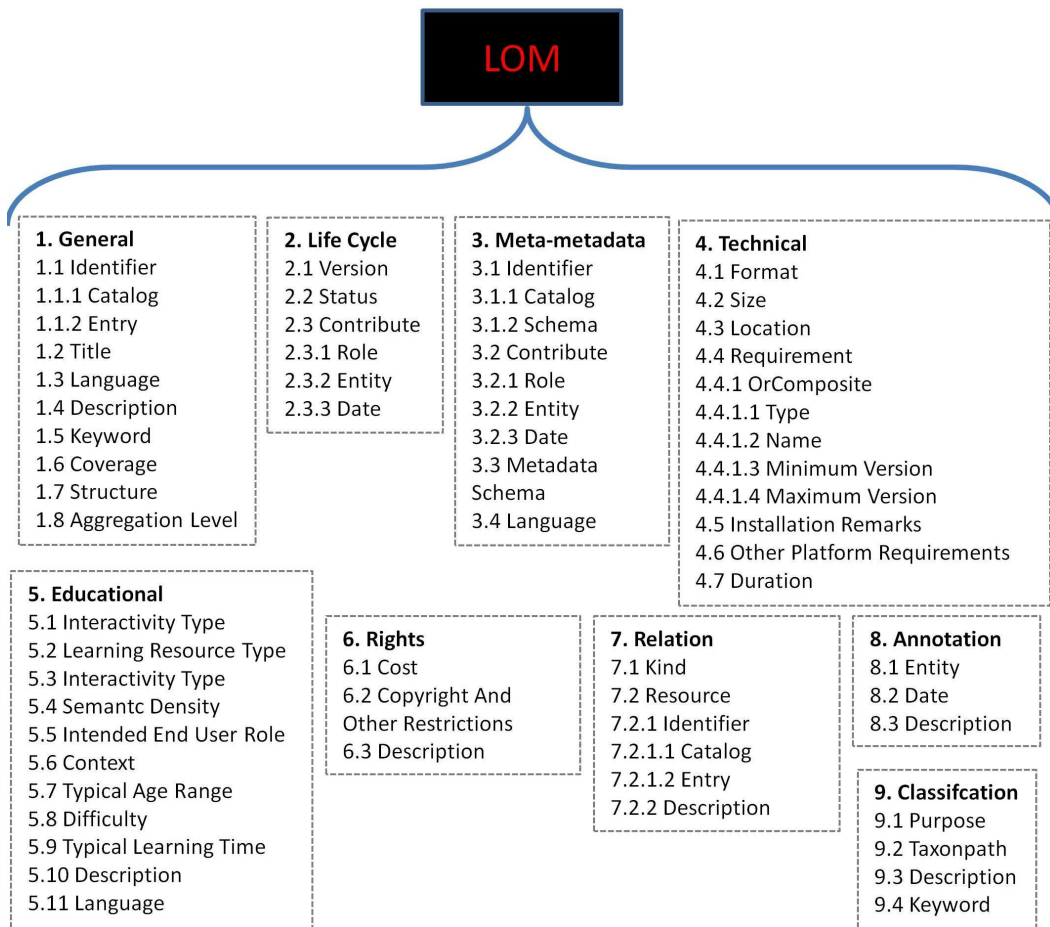 LOM
1. General
1.1 Identifier
1.1.1 Catalog
1.1.2 Entry
1.2 Title
1.3 Language
1.4 Description
1.5 Keyword
1.6 Coverage
1.7 Structure
1.8 Aggregation Level
2. Life Cycle
2.1 Version
2.2 Status
2.3 Contribute
2.3.1 Role
2.3.2 Entity
2.3.3 Date
3. Meta-metadata
3.1 Identifier
3.1.1 Catalog
3.1.2 Schema
3.2 Contribute
3.2.1 Role
3.2.2 Entity
3.2.3 Date
3.3 Metadata
Schema
3.4 Language
4. Technical
4.1 Format
4.2 Size
4.3 Location
4.4 Requirement
4.4.1 OrComposite
4.4.1.1 Type
4.4.1.2 Name
4.4.1.3 Minimum Version
4.4.1.4 Maximum Version
4.5 Installation Remarks
4.6 Other Platform Requirements
4.7 Duration
5. Educational
5.1 Interactivity Type
5.2 Learning Resource Type
5.3 Interactivity Type
5.4 Semantc Density
5.5 Intended End User Role
5.6 Context
5.7 Typical Age Range
5.8 Difficulty
5.9 Typical Learning Time
5.10 Description
5.11 Language
6. Rights
6.1 Cost
6.2 Copyright And
Other Restrictions
6.3 Description
7. Relation
7.1 Kind
7.2 Resource
7.2.1 Identifier
7.2.1.1 Catalog
7.2.1.2 Entry
7.2.2 Description
8. Annotation
8.1 Entity
8.2 Date
8.3 Description
9. Classifcation
9.1 Purpose
9.2 Taxonpath
9.3 Description
9.4 Keyword